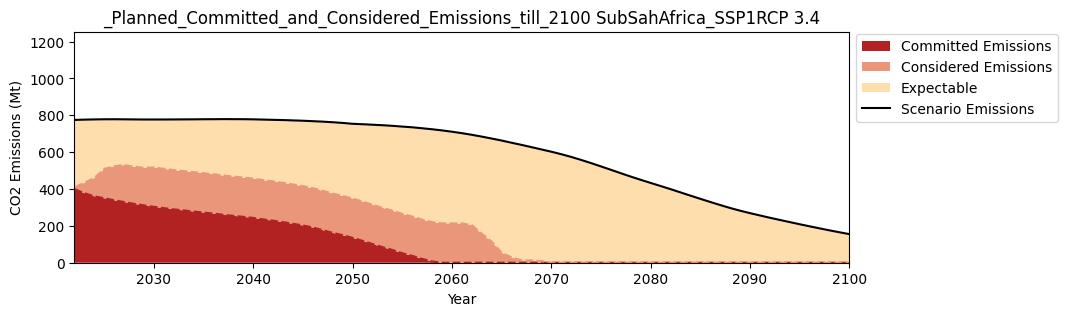 _Planned_Committed_and_Considered_Emissions_till_2100 SubSahAfrica_SSP1RCP 3.4
CO2 Emissions (Mt)
1200
1000
800
600
400
200
0
2030 2040 2050 2060 2070 2080 2090 2100
Year
Committed Emissions
Considered Emissions
Expectable
Scenario Emissions